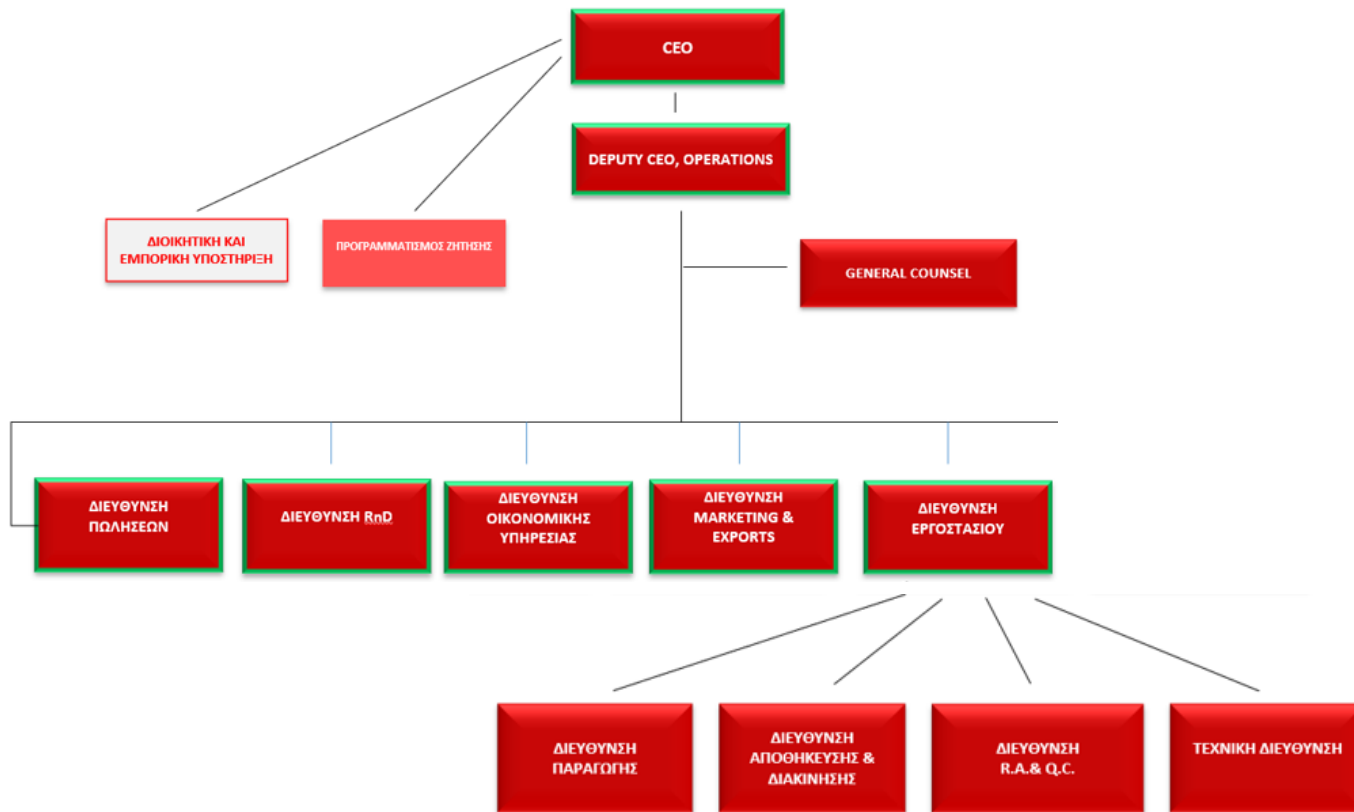 CEO
DEPUTY CEO, OPERATIONS
ΔΙΟΙΚΗΤΙΚΗ ΚΑΙ
ΕΜΠΟΡΙΚΗ ΥΠΟΣΤΗΡΙΞΗ
ΠΡΟΓΡΑΜΜΑΤΙΣΜΟΣ ΖΗΤΗΣΗΣ
GENERAL COUNSEL
ΔΙΕΥΘΥΝΣΗ
ΠΩΛΗΣΕΩΝ
ΔΙΕΥΘΥΝΣΗ RnD
ΔΙΕΥΘΥΝΣΗ
ΟΙΚΟΝΟΜΙΚΗΣ
ΥΠΗΡΕΣΙΑΣ
ΔΙΕΥΘΥΝΣΗ
MARKETING &
EXPORTS
ΔΙΕΥΘΥΝΣΗ
ΕΡΓΟΣΤΑΣΙΟΥ
ΔΙΕΥΘΥΝΣΗ
ΠΑΡΑΓΩΓΗΣ
ΔΙΕΥΘΥΝΣΗ
ΑΠΟΘΗΚΕΥΣΗΣ &
ΔΙΑΚΙΝΗΣΗΣ
ΔΙΕΥΘΥΝΣΗ
R.A.& Q.C.
ΤΕΧΝΙΚΗ ΔΙΕΥΘΥΝΣΗ